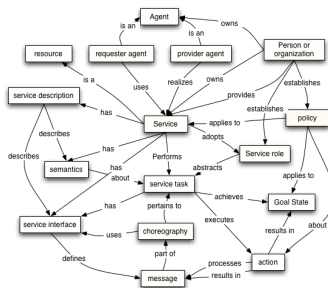 Agent
is an
is an
owns
resource
requester agent
provider agent
Person or
organization
is a
uses
realizes
owns
establishes
service description
provides
has
Service
applies to
establishes
policy
describes
has
adopts
Performs
Service role
describes
has
abstracts
semantics
about
service task
applies to
achieves
Goal State
has
pertains to
about
service interface
uses
choreography
executes
results in
defines
part of
processes
action
message
results in